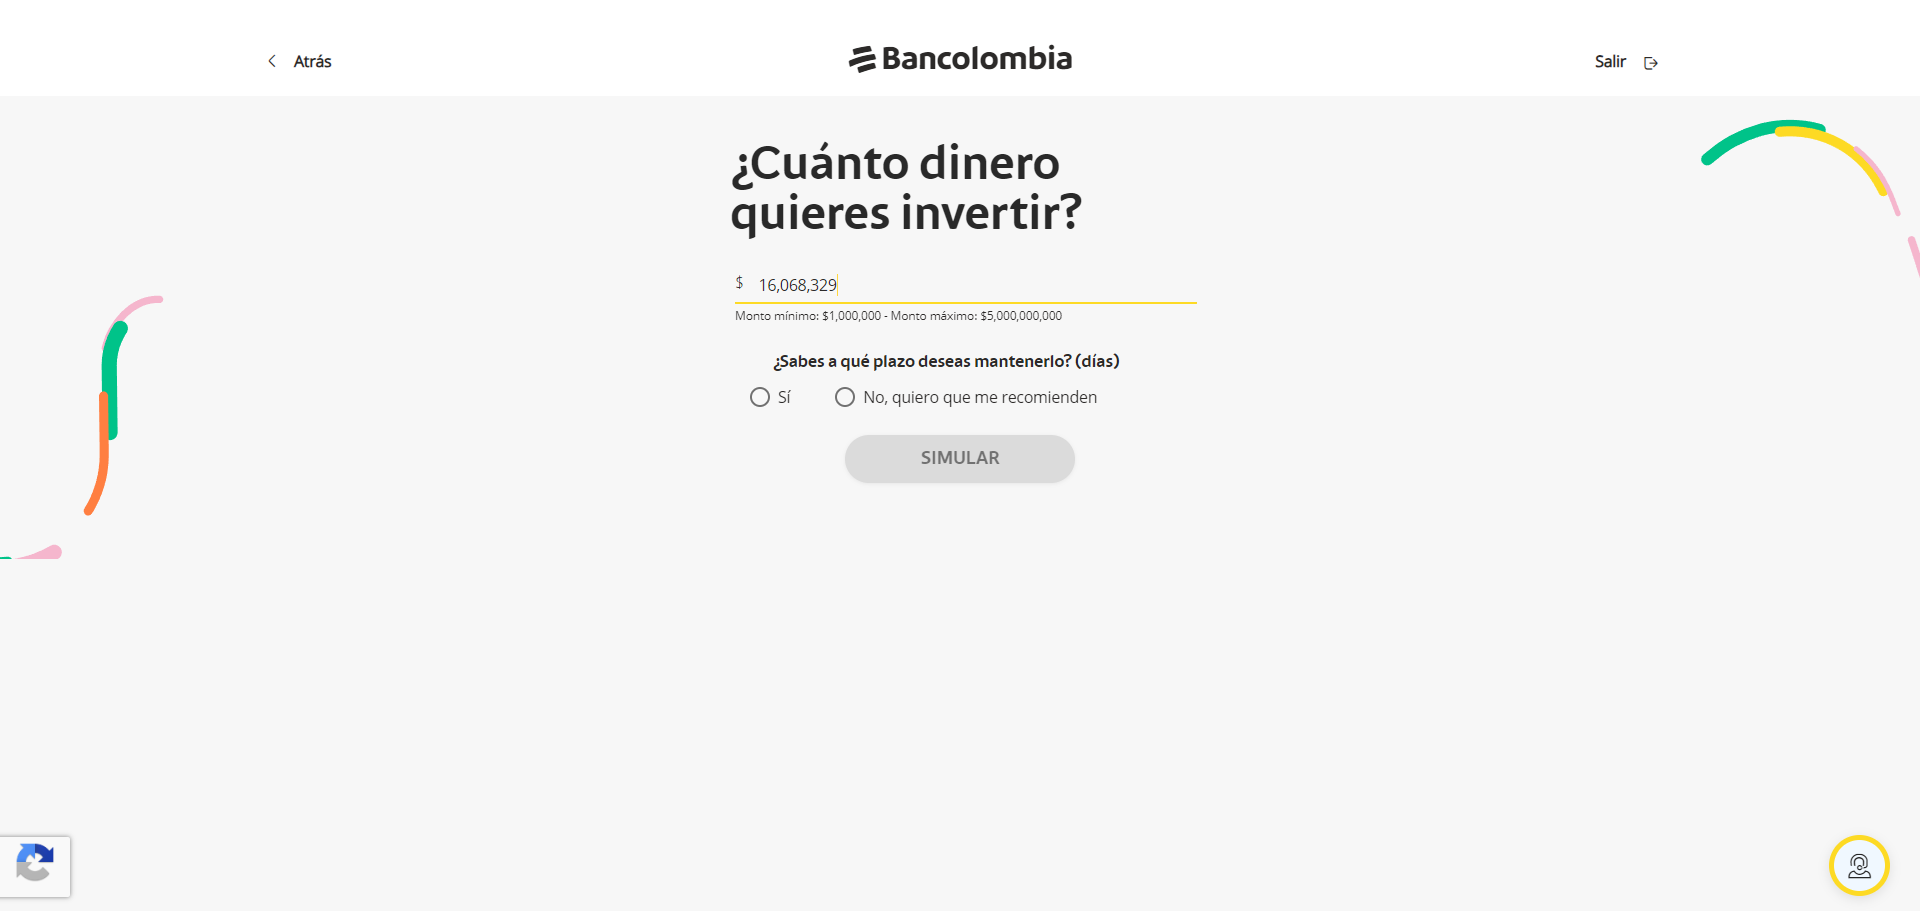 Atrás
Bancolombia
Salir
¿Cuánto dinero
quieres invertir?
$ 16,068,329
Monto mínimo: $1,000,000 - Monto máximo: $5,000,000,000
¿Sabes a qué plazo deseas mantenerlo? (días)
Sí
No, quiero que me recomienden
SIMULAR